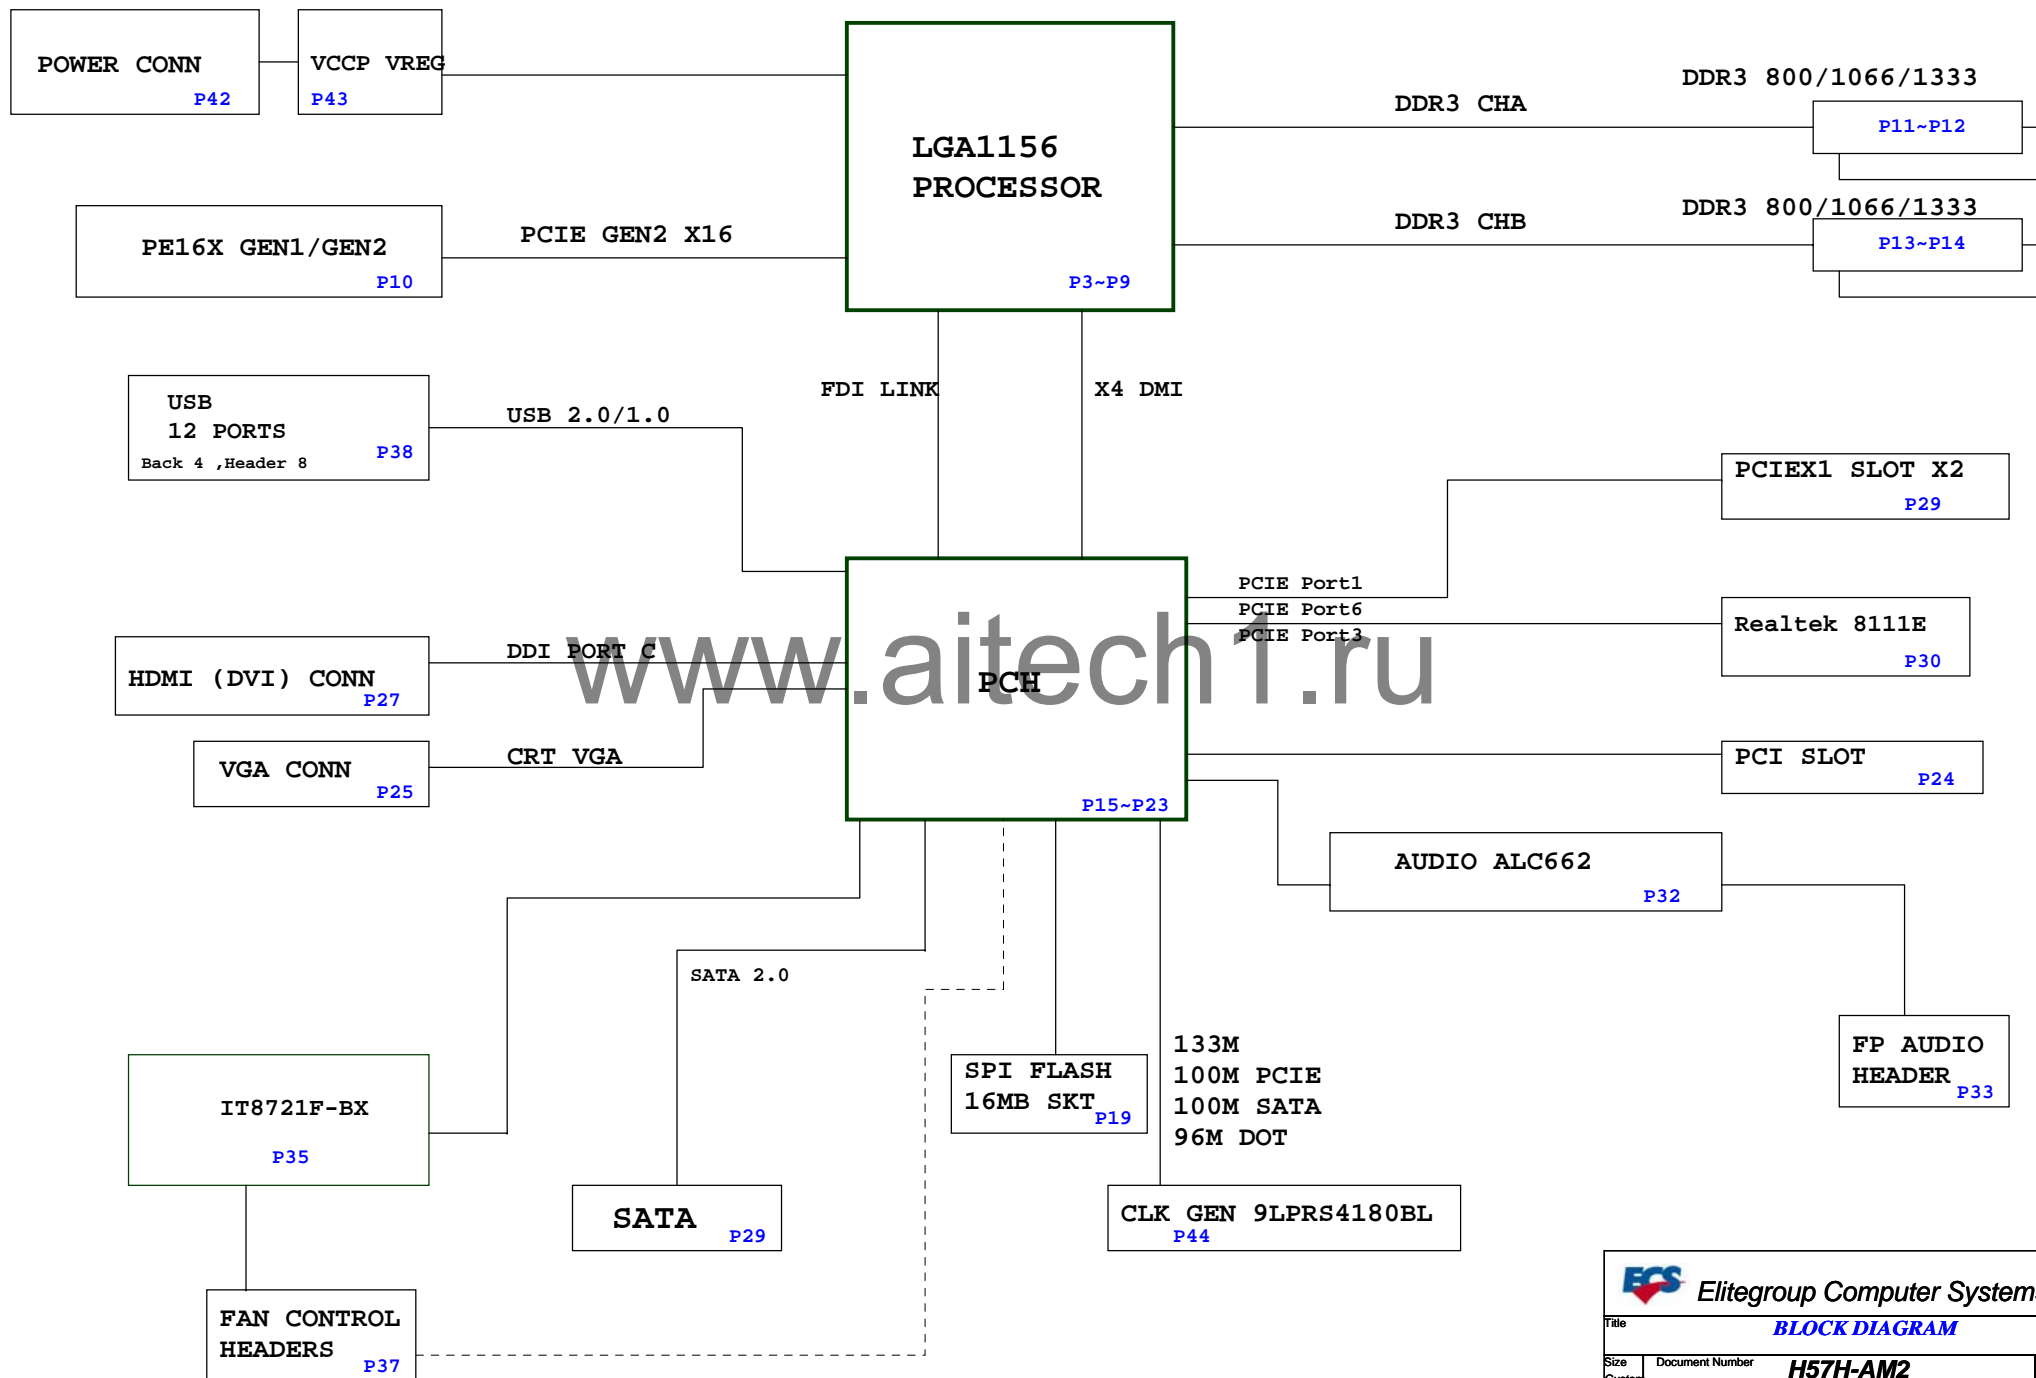 POWER CONN
P42
VCCP VREG
P43
LGA1156
PROCESSOR
P3~P9
DDR3 CHA
DDR3 800/1066/1333
P11~P12
DDR3 CHB
DDR3 800/1066/1333
P13~P14
PE16X GEN1/GEN2
P10
PCIE GEN2 X16
FDI LINK
X4 DMI
USB
12 PORTS
Back 4 ,Header 8
P38
USB 2.0/1.0
PCIEX1 SLOT X2
P29
PCIE Port1
PCIE Port6
PCIE Port3
Realtek 8111E
P30
HDMI (DVI) CONN
P27
DDI PORT C
www.aitech1.ru
PCH
P15~P23
VGA CONN
P25
CRT VGA
PCI SLOT
P24
AUDIO ALC662
P32
SATA 2.0
FP AUDIO
HEADER
P33
IT8721F-BX
P35
SPI FLASH
16MB SKT
P19
133M
100M PCIE
100M SATA
96M DOT
SATA
P29
CLK GEN 9LPRS4180BL
P44
FAN CONTROL
HEADERS
P37
ECS
Elitegroup Computer Systems
Title
BLOCK DIAGRAM
Size
Document Number
H57H-AM2